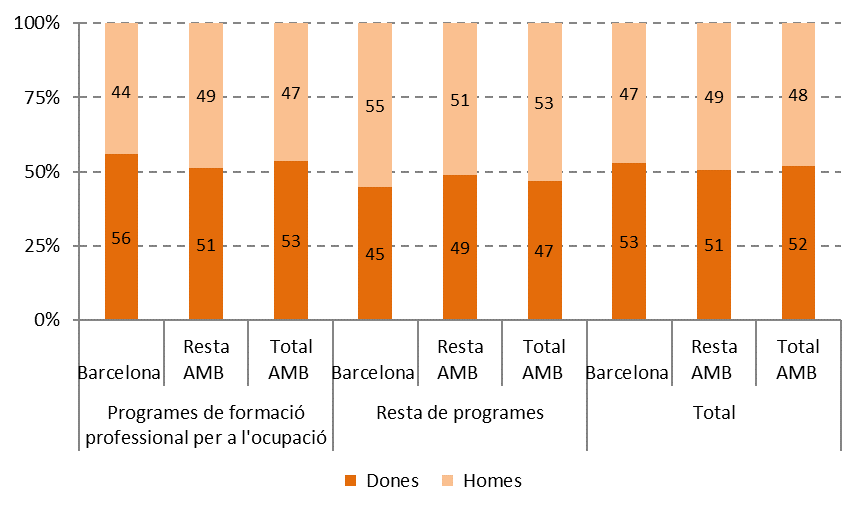 100%
75%
50%
25%
0%
44 49 47 55 51 53 47 49 48
56 51 53 45 49 47 53 51 52
Barcelona
Resta
AMB
Total
AMB
Barcelona
Resta
AMB
Total
AMB
Barcelona
Resta
AMB
Total
AMB
Programes de formació
professional per a l'ocupació
Resta de programes
Total
Dones Homes